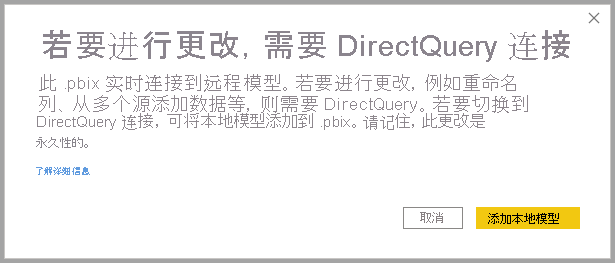 若要进行更改, 需要 DirectQuery 连接
此 .pbix 实时连接到远程模型。若要进行更改, 例如重命名
列、从多个源添加数据等, 则需要 DirectQuery。若要切换到
DirectQuery 连接, 可将本地模型添加到 .pbix。请记住, 此更改是
永久性的。
了解详细信息
取消 添加本地模型